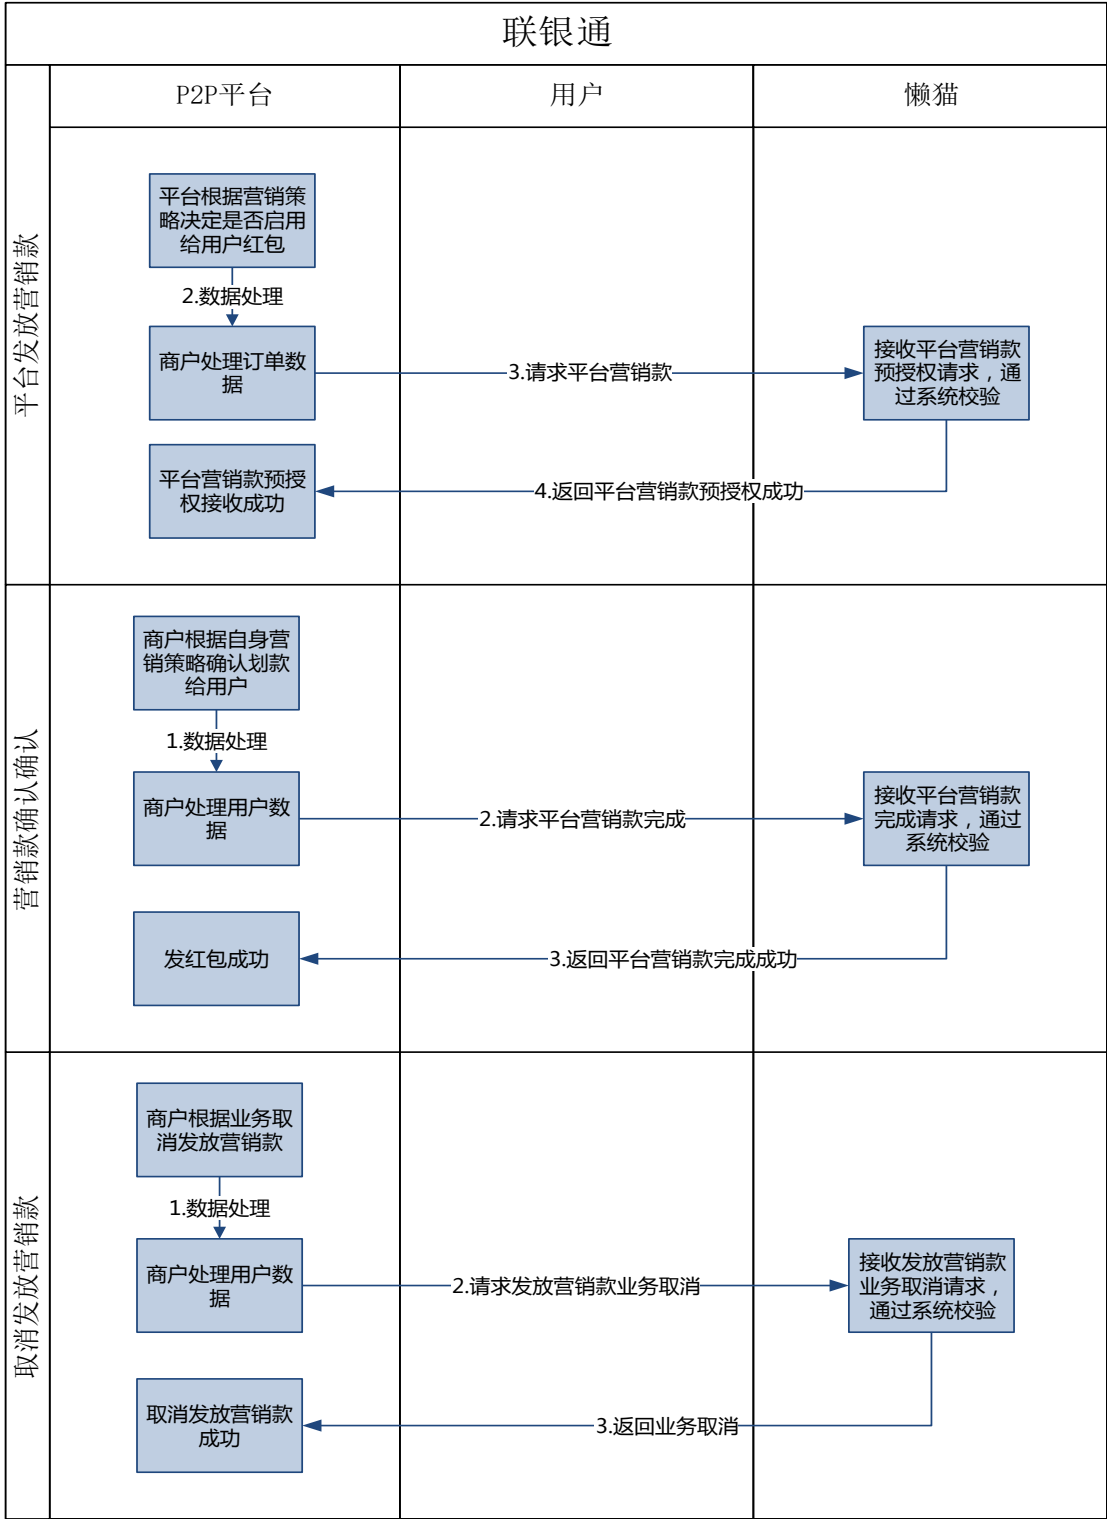 联银通
P2P平台
用户
懒猫
平台发放营销款
平台根据营销策
略决定是否启用
给用户红包
2.数据处理
商户处理订单数
据
3.请求平台营销款
接收平台营销款
预授权请求，通
过系统校验
平台营销款预授
权接收成功
4.返回平台营销款预授权成功
营销款确认确认
商户根据自身营
销策略确认划款
给用户
1.数据处理
商户处理用户数
据
2.请求平台营销款完成
接收平台营销款
完成请求，通过
系统校验
发红包成功
3.返回平台营销款完成成功
取消发放营销款
商户根据业务取
消发放营销款
1.数据处理
商户处理用户数
据
2.请求发放营销款业务取消
接收发放营销款
业务取消请求，
通过系统校验
取消发放营销款
成功
3.返回业务取消